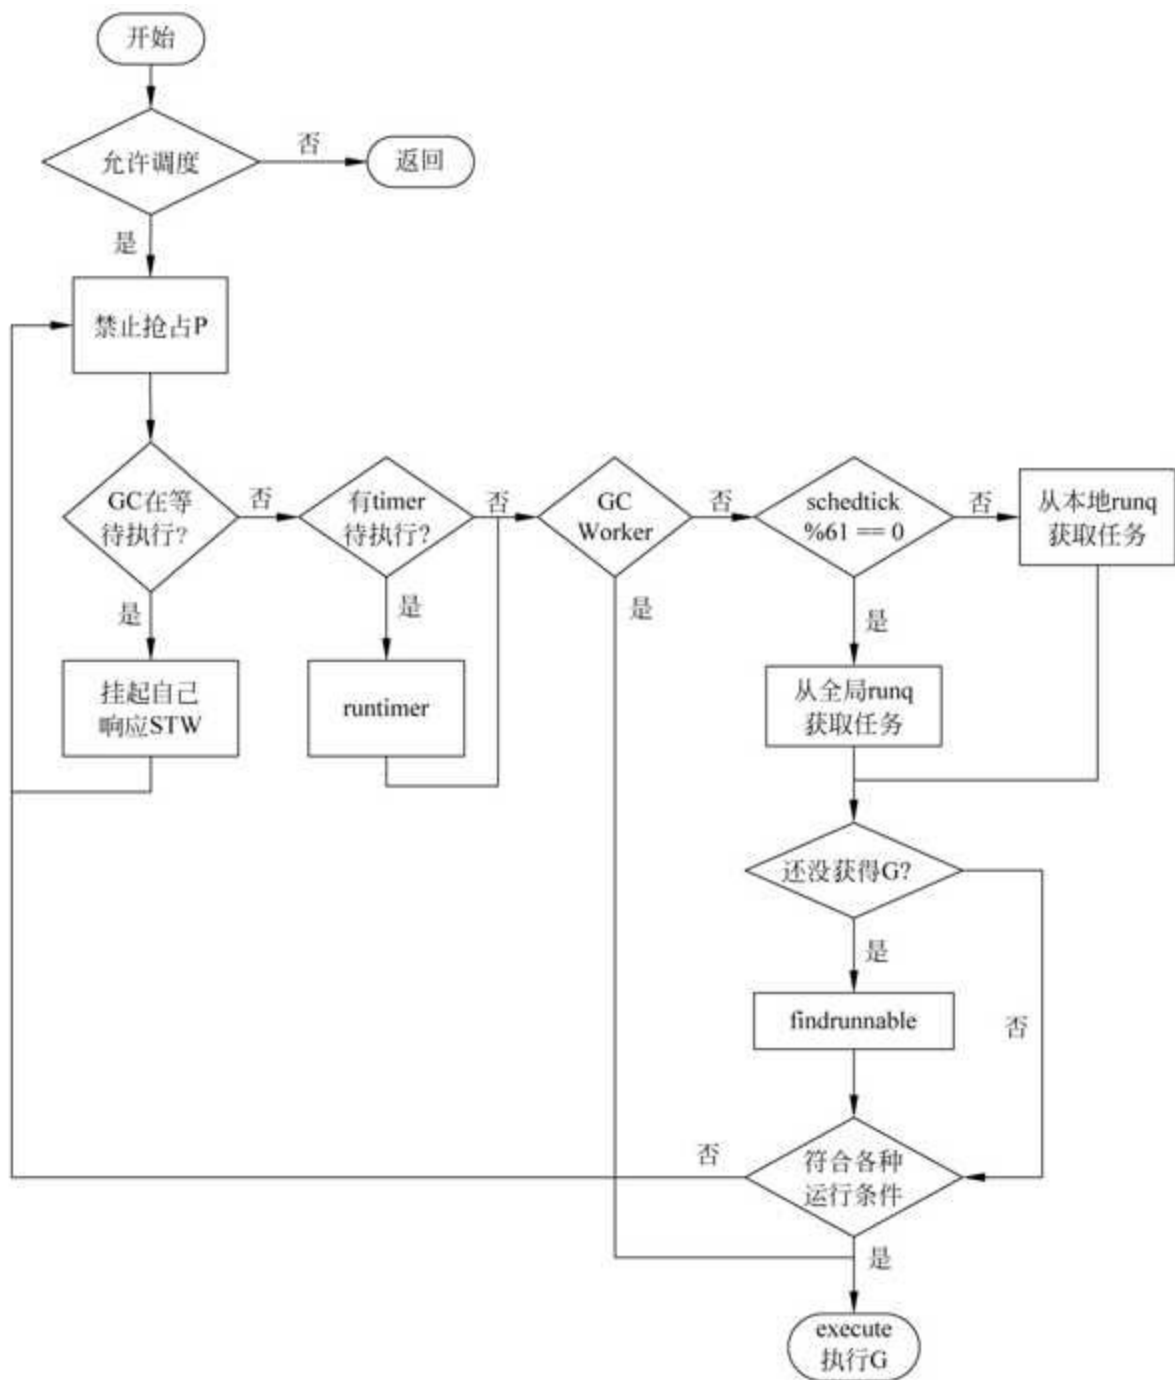 开始
允许调度
否
返回
是
禁止抢占P
GC在等
待执行?
否
有timer
待执行?
否
GC
Worker
否
schedtick
%61 == 0
否
从本地runq
获取任务
是
是
是
是
挂起自己
响应STW
runtimer
从全局runq
获取任务
还没获得G?
是
findrunnable
否
否
符合各种
运行条件
是
execute
执行G